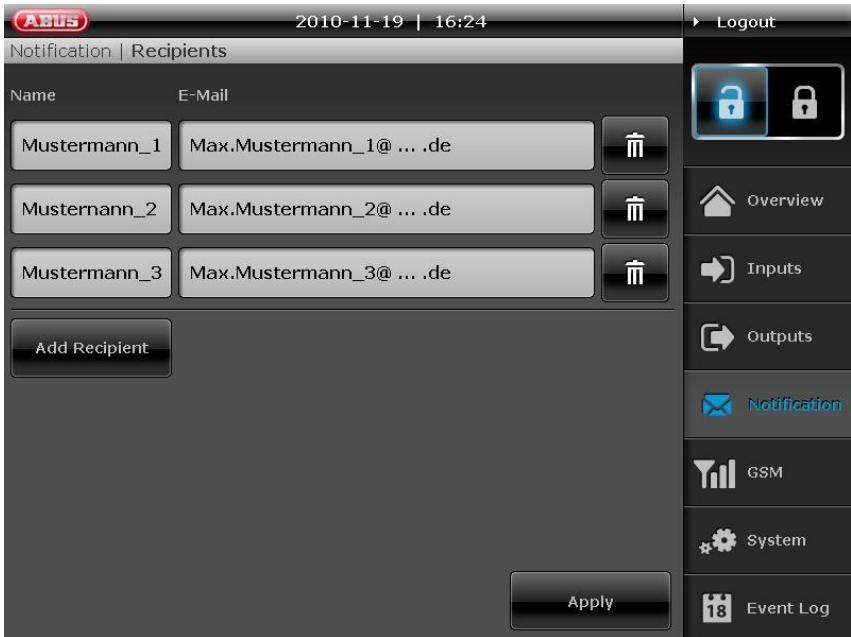 ABUS
2010-11-19 | 16:24
Logout
Notification | Recipients
Name E-Mail
Mustermann_1 Max.Mustermann_1@ ... .de
Musternann_2 Max.Mustermann_2@ ... .de
Mustermann_3 Max.Mustermann_3@ ... .de
Add Recipient
Apply
Overview
Inputs
Outputs
Notification
GSM
System
18 Event Log